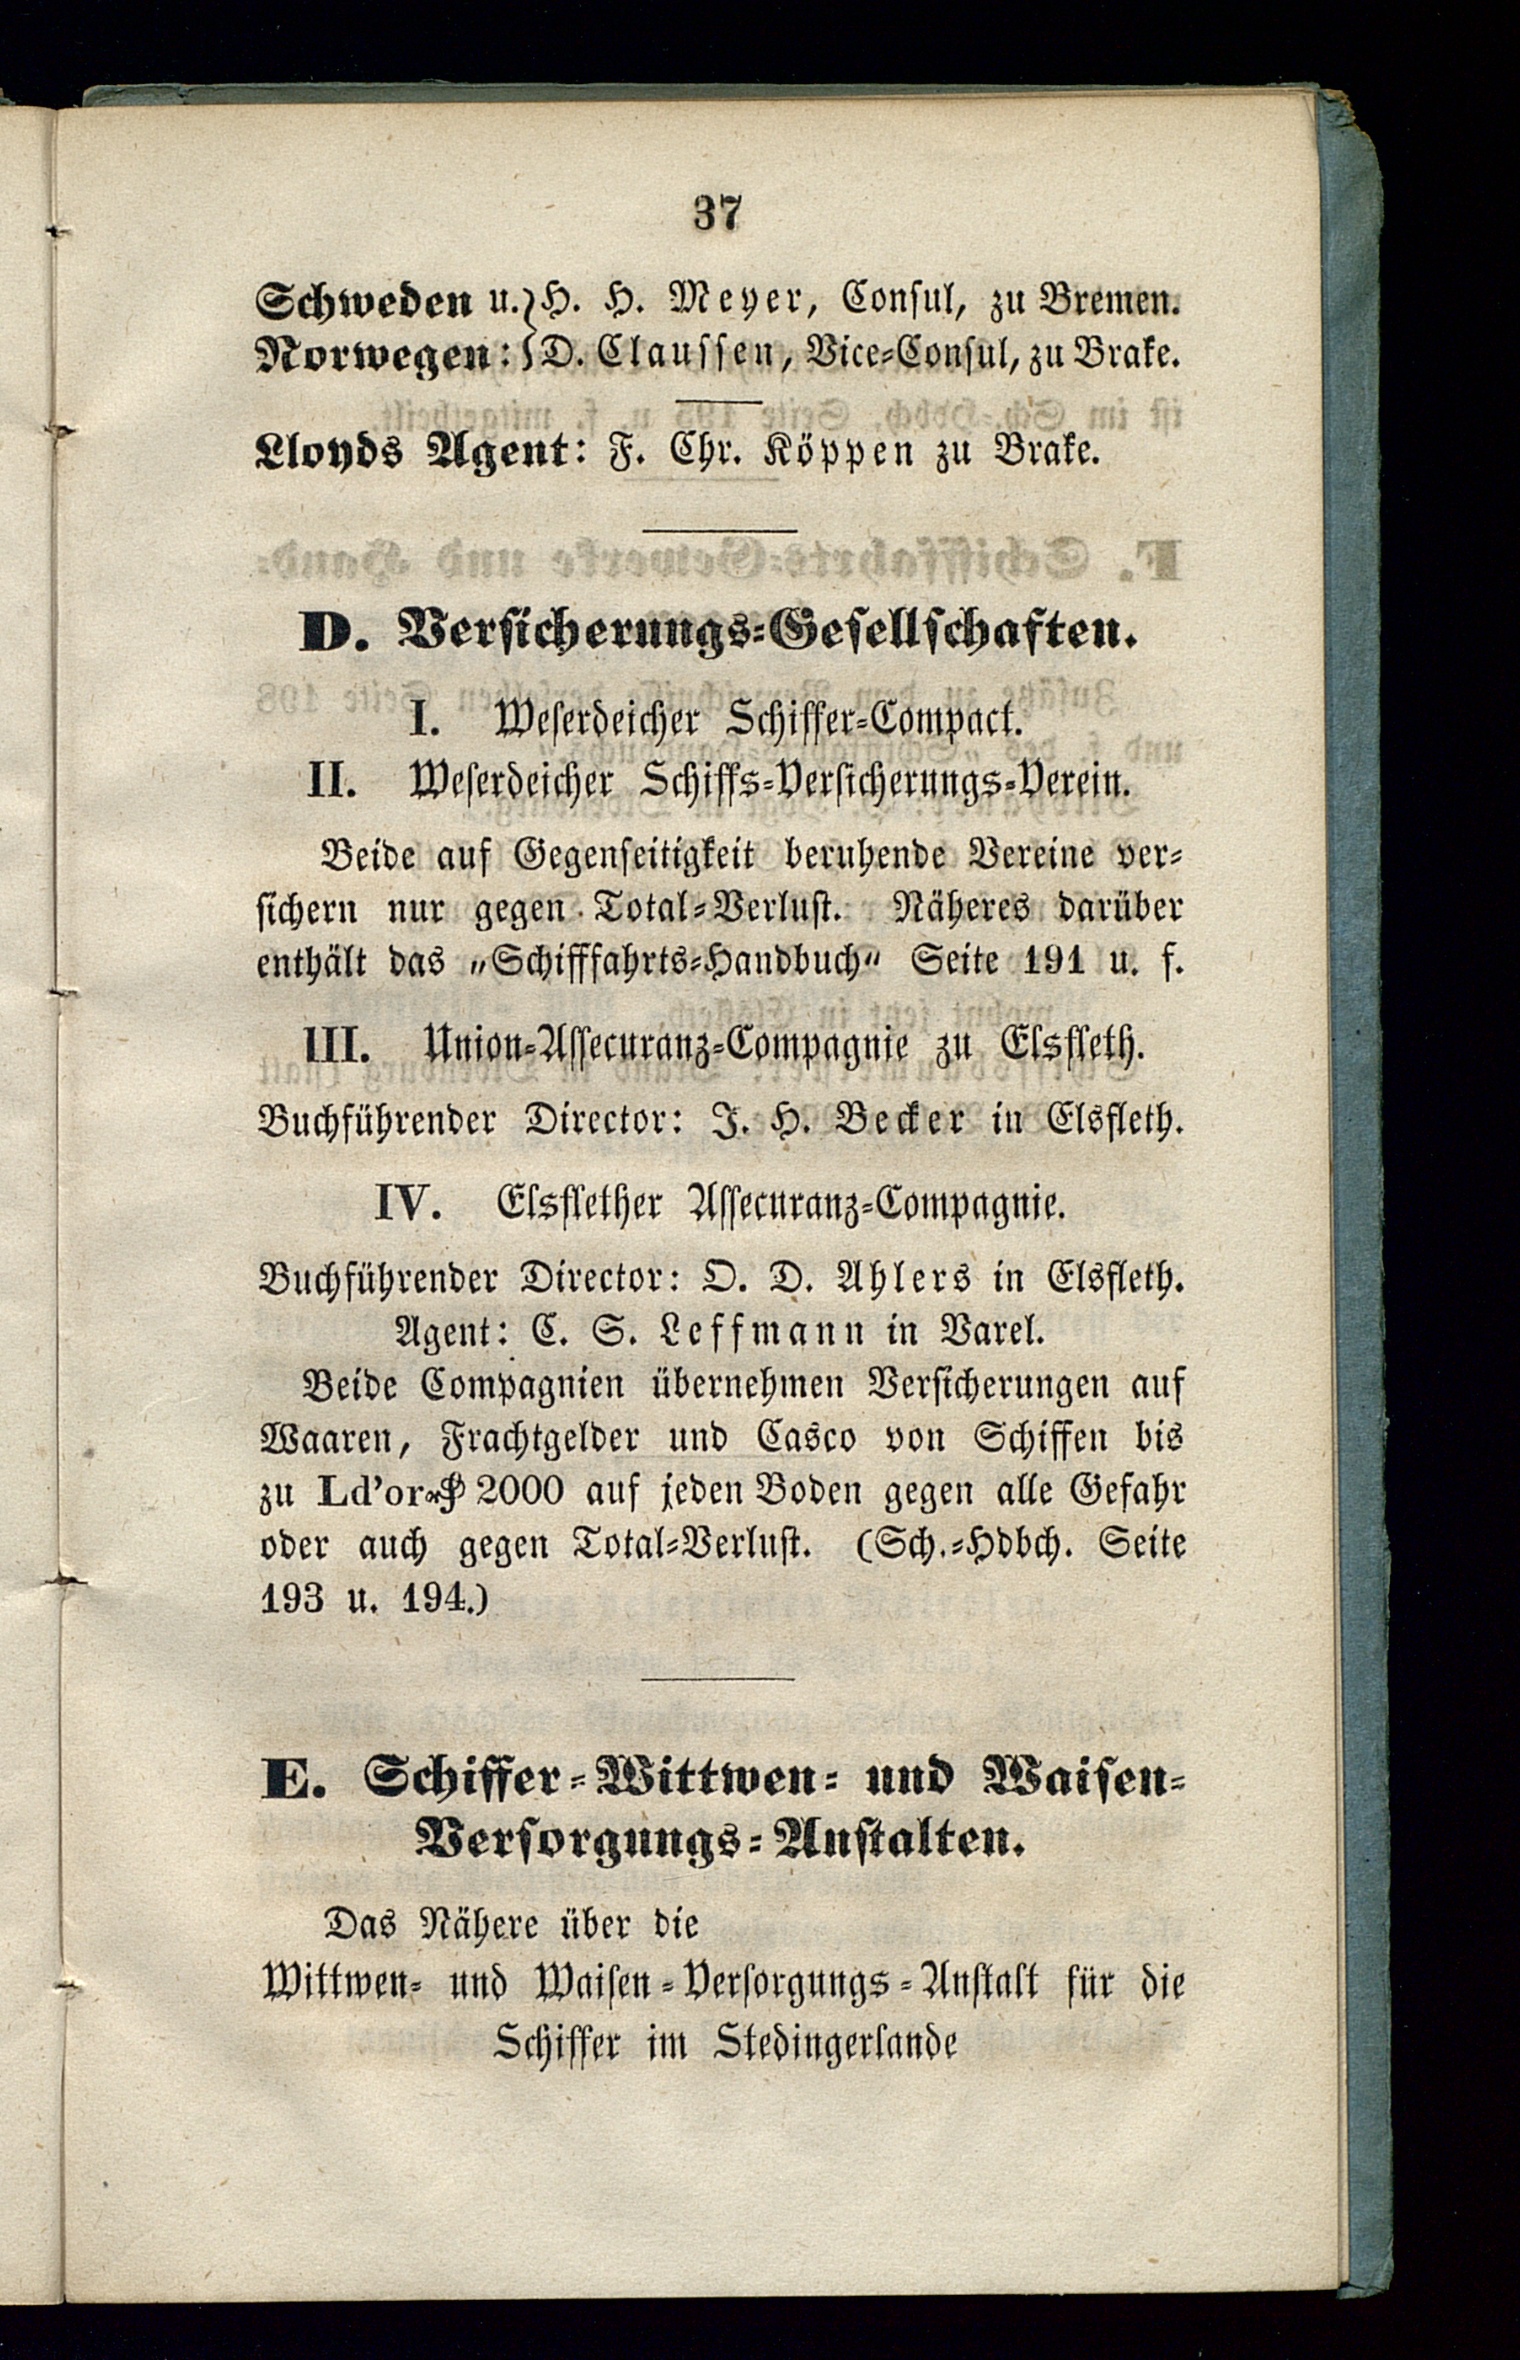 37
Schweden u. } H. H. Meyer, Consul, zu Bremen.
Norwegen: } D. Claussen, Vice-Consul, zu Brake.
Lloyds Agent: F. Chr. Köppen zu Brake.
D. Versicherungs-Gesellschaften.
I. Weserdeicher Schiffer-Compact.
II. Weserdeicher Schiffs-Versicherungs-Verein.
Beide auf Gegenseitigkeit beruhende Vereine ver-
sichern nur gegen Total-Verlust. Näheres darüber
enthält das „Schifffahrts-Handbuch“ Seite 191 u. f.
III. Union-Assecuranz-Compagnie zu Elsfleth.
Buchführender Director: J. H. Becker in Elsfleth.
IV. Elsflether Assecuranz-Compagnie.
Buchführender Director: O. D. Ahlers in Elsfleth.
Agent: C. S. Leffmann in Varel.
Beide Compagnien übernehmen Versicherungen auf
Waaren, Frachtgelder und Casco von Schiffen bis
zu Ld'or ₰ 2000 auf jeden Boden gegen alle Gefahr
oder auch gegen Total-Verlust. (Sch.-Hdbch. Seite
193 u. 194.)
E. Schiffer-Wittwen- und Waisen-
Versorgungs-Anstalten.
Das Nähere über die
Wittwen- und Waisen-Versorgungs-Anstalt für die
Schiffer im Stedingerlande